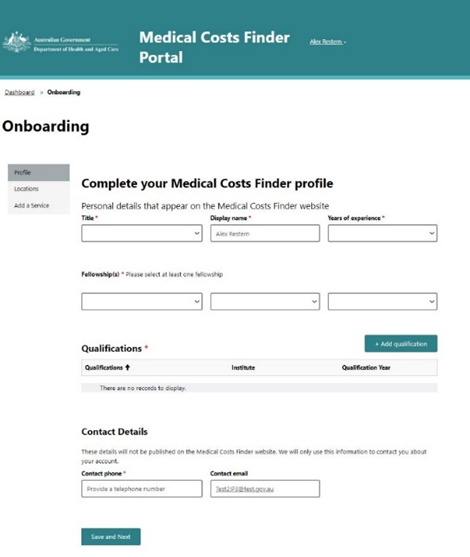 Australian Government
Department of Health and Aged Care
Medical Costs Finder
Portal
Alex Restern
Dashboard > Onboarding
Onboarding
Profile
Locations
Add a Service
Complete your Medical Costs Finder profile
Personal details that appear on the Medical Costs Finder website
Title * Display name * Years of experience *
Alex Restern
Fellowship(s) * Please select at least one fellowship
Qualifications *
+ Add qualification
Qualifications ↑ Institute Qualification Year
There are no records to display.
Contact Details
These details will not be published on the Medical Costs Finder website. We will only use this information to contact you about
your account.
Contact phone * Contact email
Provide a telephone number
Save and Next